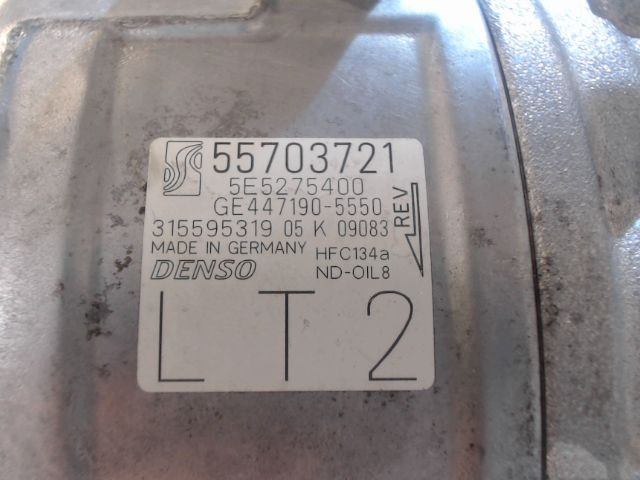 55703721
5E5275400
GE447190-5550
315595319 05 K 09083
REV
MADE IN GERMANY
HFC134a
DENSO
ND-OIL8
LT2